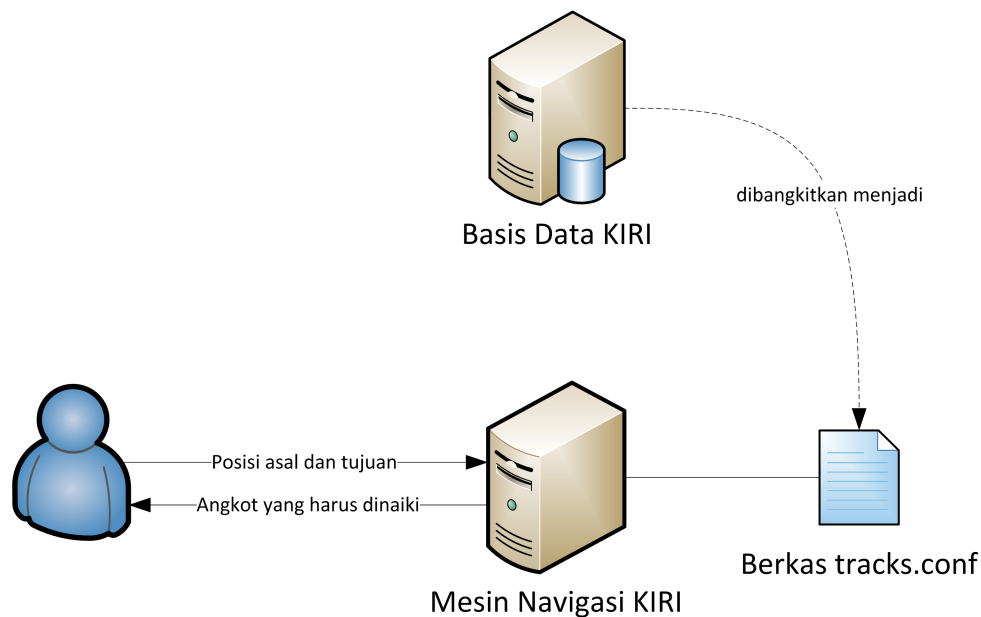 Basis Data KIRI
dibangkitkan menjadi
Posisi asal dan tujuan
Angkot yang harus dinaiki
Mesin Navigasi KIRI
Berkas tracks.conf